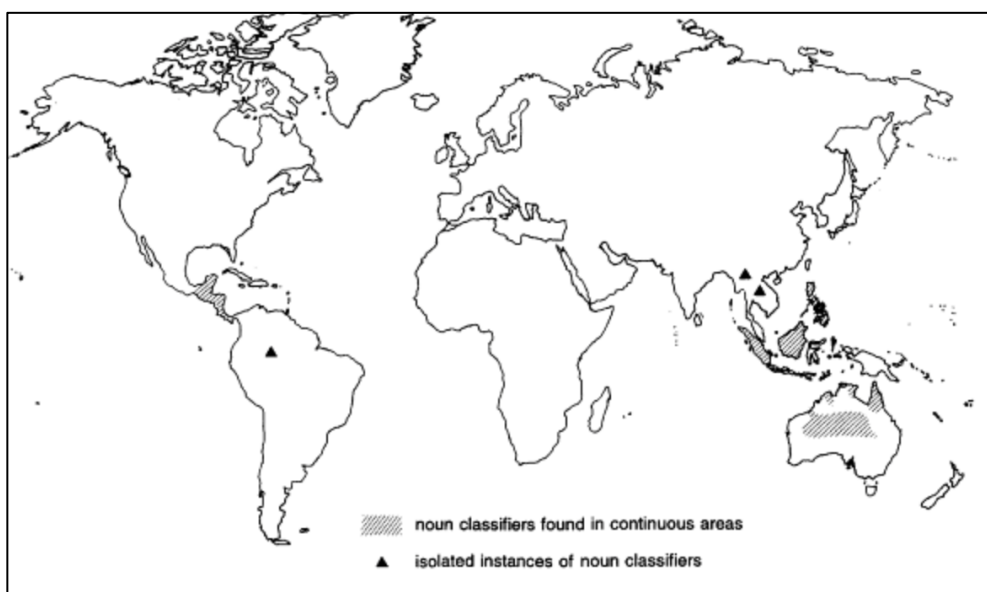 noun classifiers found in continuous areas
isolated instances of noun classifiers